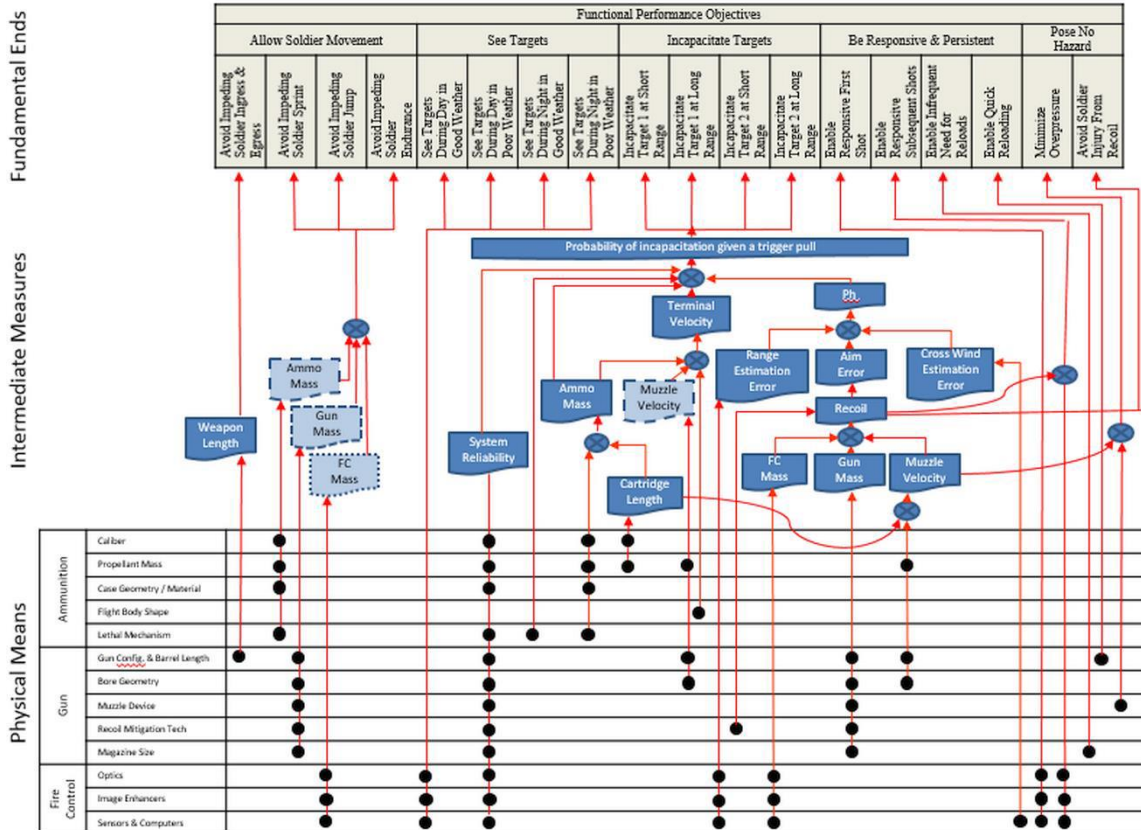 Fundamental Ends
Functional Performance Objectives
Allow Soldier Movement
See Targets
Incapacitate Targets
Be Responsive & Persistent
Pose No
Hazard
Avoid Impeding
Soldier Ingress &
Egress
Avoid Impeding
Soldier Sprint
Avoid Impeding
Soldier Jump
Avoid Impeding
Soldier
Endurance
See Targets
During Day in
Good Weather
See Targets
During Day in
Poor Weather
See Targets
During Night in
Good Weather
See Targets
During Night in
Poor Weather
Incapacitate
Target 1 at Short
Range
Incapacitate
Target 1 at Long
Range
Incapacitate
Target 2 at Short
Range
Incapacitate
Target 2 at Long
Range
Enable
Responsive First
Shot
Enable
Responsive
Subsequent Shots
Enable Infrequent
Need for
Reloads
Enable Quick
Reloading
Minimize
Overpressure
Avoid Soldier
Injury From
Recoil
Intermediate Measures
Probability of incapacitation given a trigger pull
Terminal
Velocity
Ph
Ammo
Mass
Gun
Mass
FC
Mass
Weapon
Length
System
Reliability
Ammo
Mass
Muzzle
Velocity
Range
Estimation
Error
Aim
Error
Cross Wind
Estimation
Error
Recoil
Cartridge
Length
FC
Mass
Gun
Mass
Muzzle
Velocity
Physical Means
Ammunition
Caliber
Propellant Mass
Case Geometry / Material
Flight Body Shape
Lethal Mechanism
Gun
Gun Config. & Barrel Length
Bore Geometry
Muzzle Device
Recoil Mitigation Tech
Magazine Size
Fire
Control
Optics
Image Enhancers
Sensors & Computers